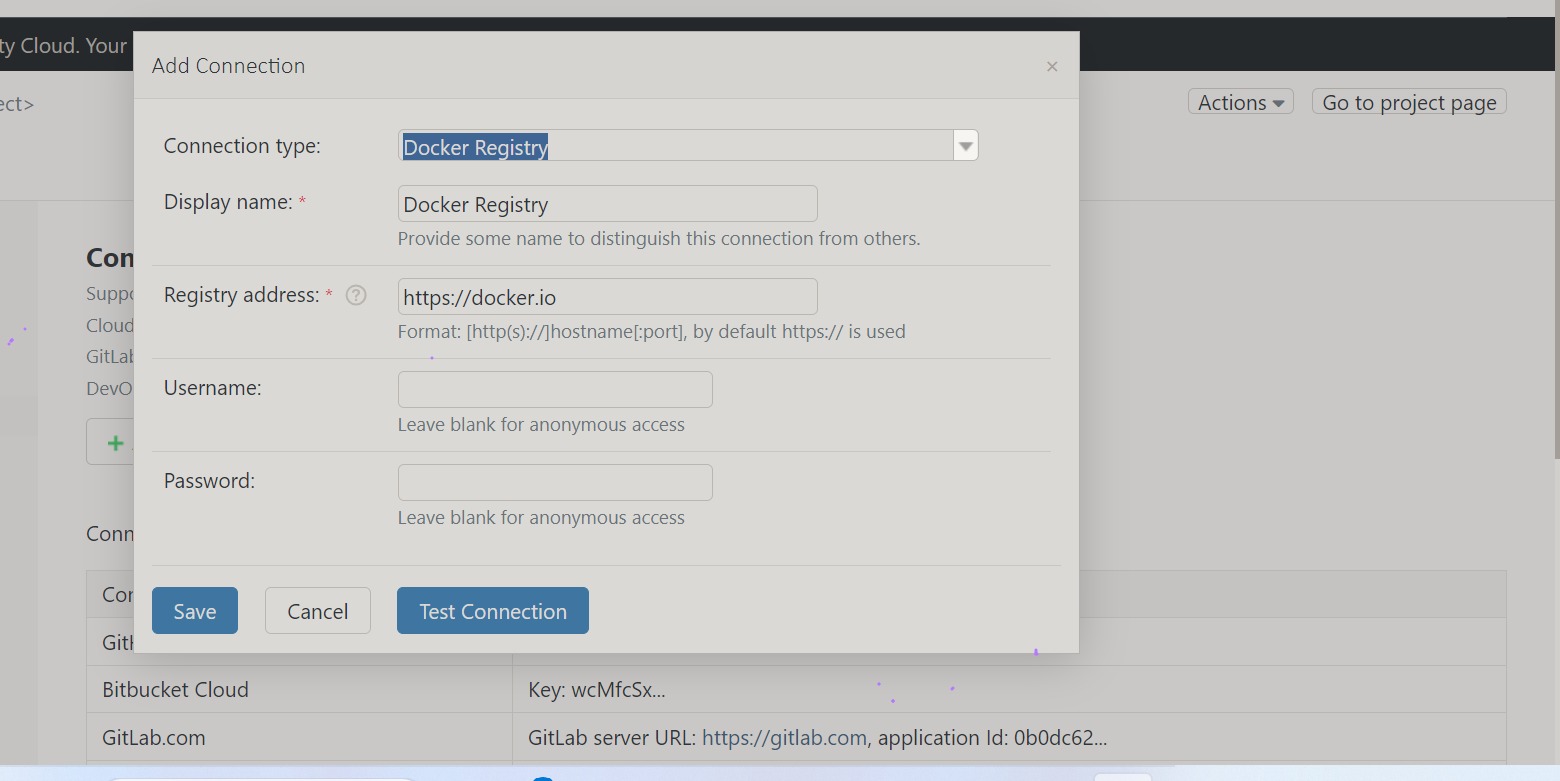 ty Cloud. Your
Add Connection
×
ect>
Actions
Go to project page
Connection type:
Docker Registry
Display name: *
Docker Registry
Provide some name to distinguish this connection from others.
Con
Registry address: * ?
https://docker.io
Format: [http(s)://]hostname[:port], by default https:// is used
Suppo
Cloud
GitLab
DevO
Username:
Leave blank for anonymous access
Password:
Leave blank for anonymous access
Conn
Save
Cancel
Test Connection
Con
GitH
Bitbucket Cloud
Key: wcMfcSx...
GitLab.com
GitLab server URL: https://gitlab.com, application Id: 0b0dc62...